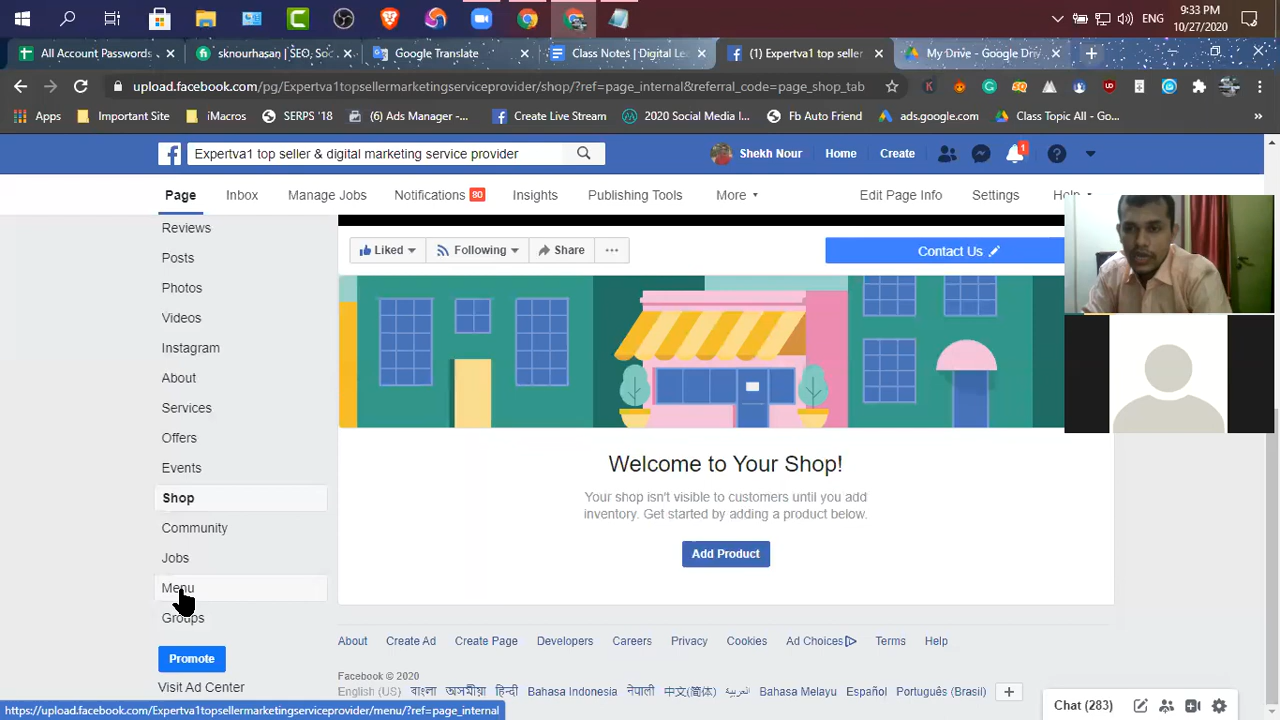 ENG
9:33 PM
10/27/2020
All Account Passwords
sknourhasan | SEO, Soc
Google Translate
Class Notes | Digital Le
(1) Expertva1 top seller
My Drive - Google Driv
upload.facebook.com/pg/Expertva1topsellermarketingserviceprovider/shop/?ref=page_internal&referral_code=page_shop_tab
Apps
Important Site
iMacros
SERPS '18
(6) Ads Manager -...
Create Live Stream
2020 Social Media I...
Fb Auto Friend
ads.google.com
Class Topic All - Go...
»
Expertva1 top seller & digital marketing service provider
Shekh Nour
Home
Create
1
Page
Inbox
Manage Jobs
Notifications 80
Insights
Publishing Tools
More
Edit Page Info
Settings
Help
Reviews
Posts
Photos
Videos
Instagram
About
Services
Offers
Events
Shop
Community
Jobs
Menu
Groups
Promote
Visit Ad Center
Liked
Following
Share
...
Contact Us
Welcome to Your Shop!
Your shop isn't visible to customers until you add
inventory. Get started by adding a product below.
Add Product
About
Create Ad
Create Page
Developers
Careers
Privacy
Cookies
Ad Choices
Terms
Help
Facebook © 2020
English (US)
বাংলা
অসমীয়া
हिन्दी
Bahasa Indonesia
नेपाली
中文(简体)
العربية
Bahasa Melayu
Español
Português (Brasil)
Chat (283)
https://upload.facebook.com/Expertva1topsellermarketingserviceprovider/menu/?ref=page_internal